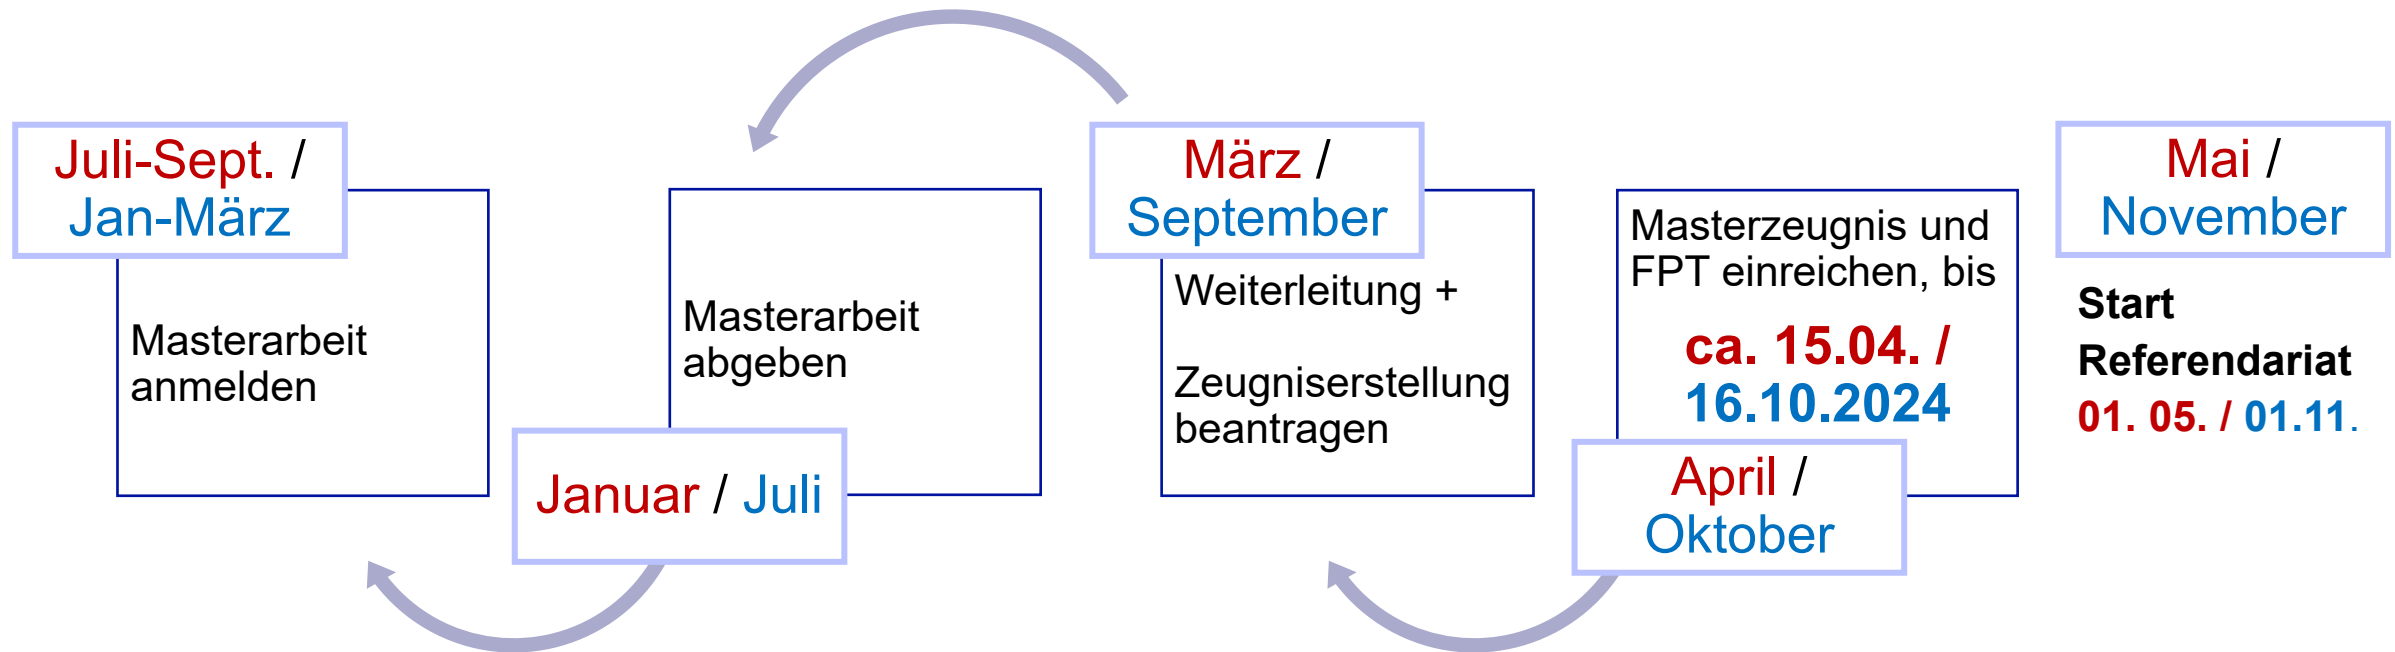 Juli-Sept. /
Jan-März
Masterarbeit
anmelden
Januar / Juli
Masterarbeit
abgeben
März /
September
Weiterleitung +
Zeugniserstellung
beantragen
Masterzeugnis und
FPT einreichen, bis
ca. 15.04. /
16.10.2024
April /
Oktober
Mai /
November
Start
Referendariat
01. 05. / 01.11.